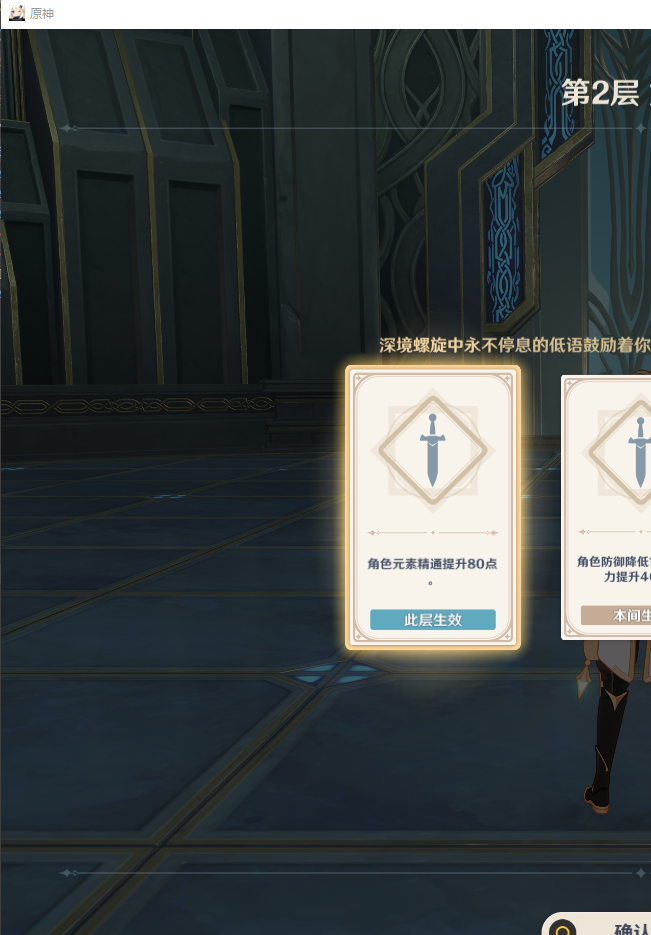 原神
第2层
深境螺旋中永不停息的低语鼓励着你
角色元素精通提升80点
。
此层生效
角色防御降低
力提升4
本间生
确认